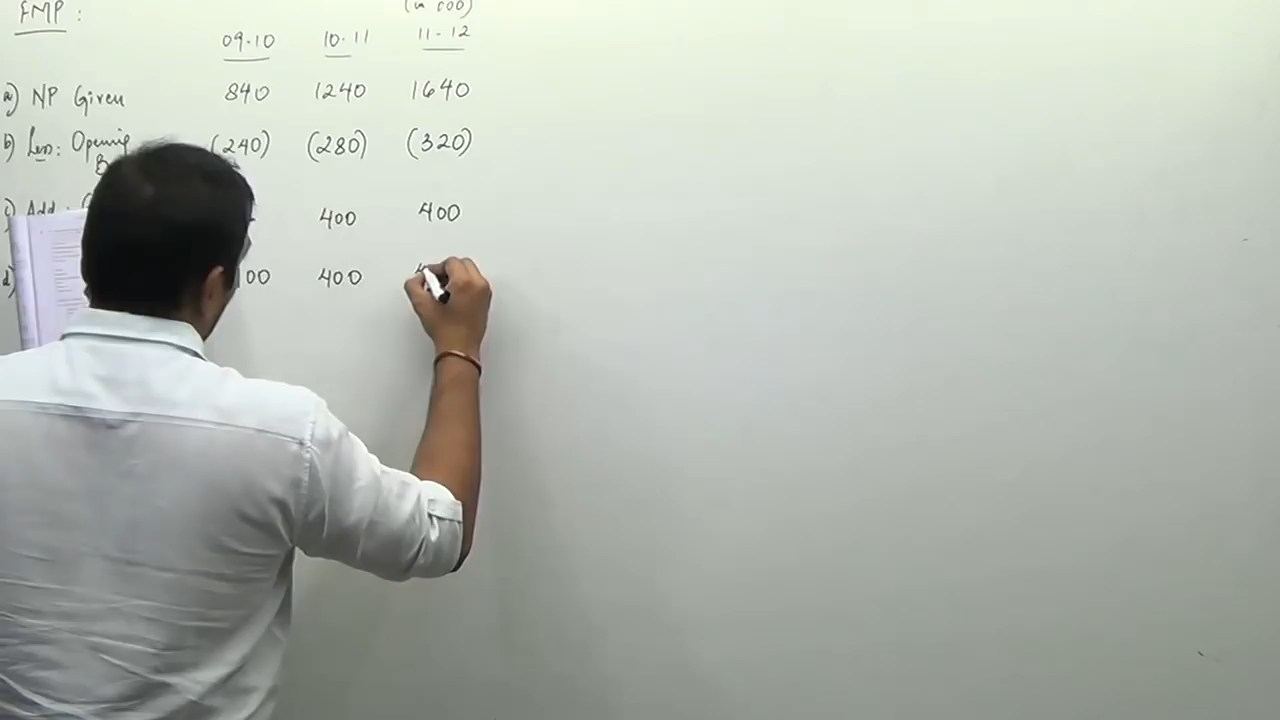 FMP :
(in 000)
09-10 10-11 11-12
a) NP Given 840 1240 1640
b) Less: Opening (240) (280) (320)
c) Add : 400 400
d) 400